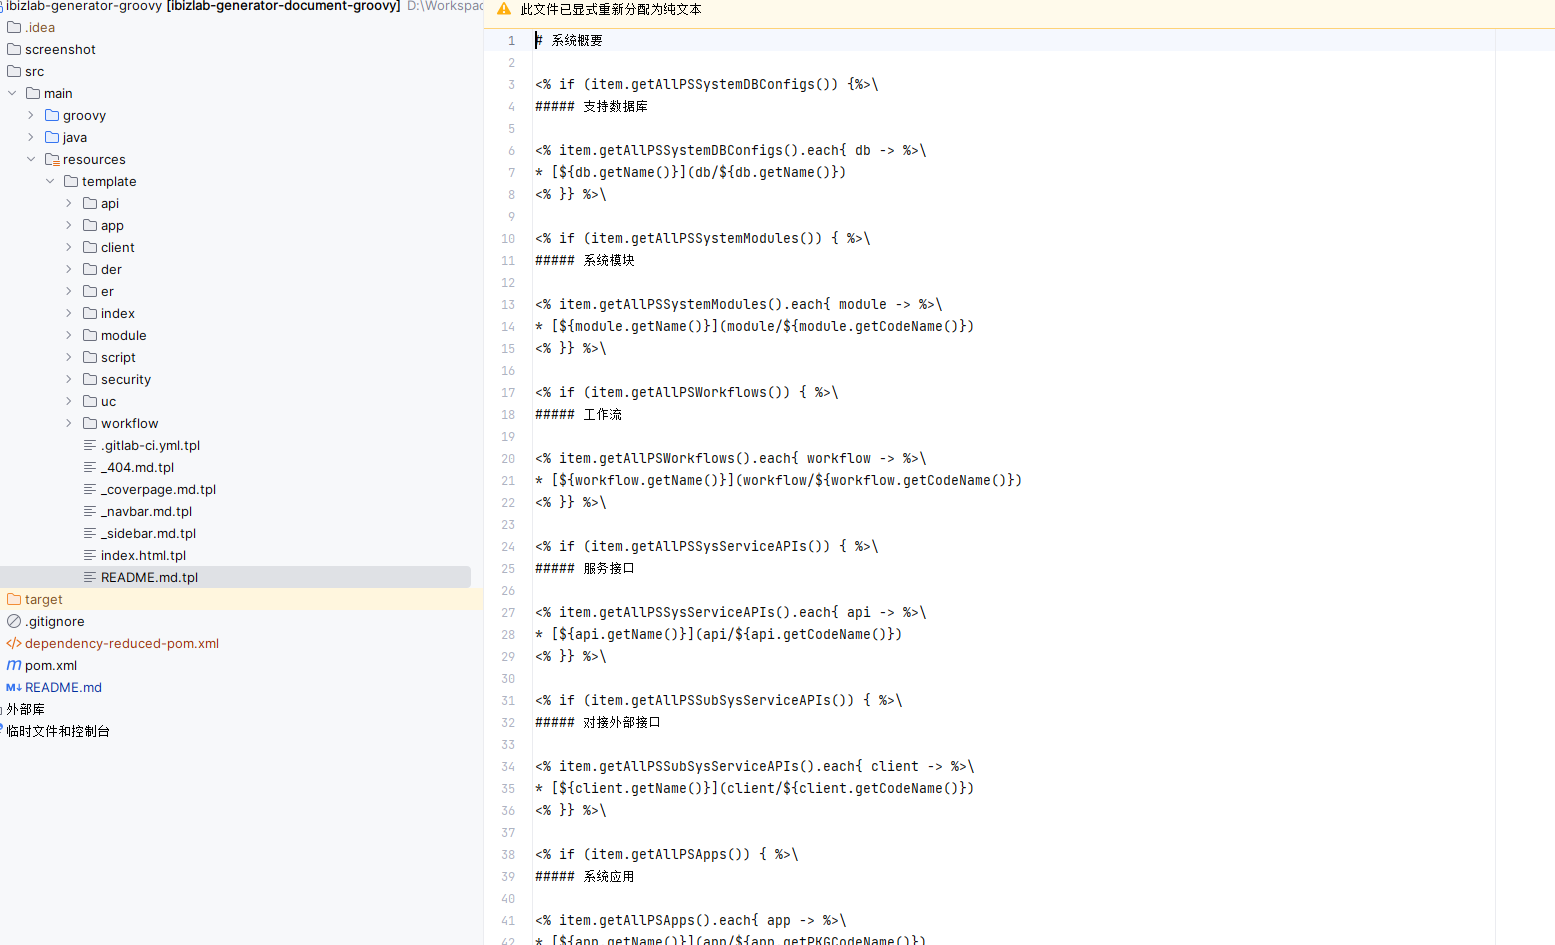 ibizlab-generator-groovy [ibizlab-generator-document-groovy] D:\Workspac
.idea
screenshot
src
main
groovy
java
resources
template
api
app
client
der
er
index
module
script
security
uc
workflow
.gitlab-ci.yml.tpl
_404.md.tpl
_coverpage.md.tpl
_navbar.md.tpl
_sidebar.md.tpl
index.html.tpl
README.md.tpl
target
.gitignore
dependency-reduced-pom.xml
pom.xml
README.md
外部库
临时文件和控制台
此文件已显式重新分配为纯文本
1 # 系统概要
2
3 <% if (item.getAllPSSystemDBConfigs()) {%>\
4 ##### 支持数据库
5
6 <% item.getAllPSSystemDBConfigs().each{ db -> %>\
7 * [${db.getName()}](db/${db.getName()})
8 <% }} %>\
9
10 <% if (item.getAllPSSystemModules()) { %>\
11 ##### 系统模块
12
13 <% item.getAllPSSystemModules().each{ module -> %>\
14 * [${module.getName()}](module/${module.getCodeName()})
15 <% }} %>\
16
17 <% if (item.getAllPSWorkflows()) { %>\
18 ##### 工作流
19
20 <% item.getAllPSWorkflows().each{ workflow -> %>\
21 * [${workflow.getName()}](workflow/${workflow.getCodeName()})
22 <% }} %>\
23
24 <% if (item.getAllPSSysServiceAPIs()) { %>\
25 ##### 服务接口
26
27 <% item.getAllPSSysServiceAPIs().each{ api -> %>\
28 * [${api.getName()}](api/${api.getCodeName()})
29 <% }} %>\
30
31 <% if (item.getAllPSSubSysServiceAPIs()) { %>\
32 ##### 对接外部接口
33
34 <% item.getAllPSSubSysServiceAPIs().each{ client -> %>\
35 * [${client.getName()}](client/${client.getCodeName()})
36 <% }} %>\
37
38 <% if (item.getAllPSApps()) { %>\
39 ##### 系统应用
40
41 <% item.getAllPSApps().each{ app -> %>\
42 * [${app.getName()}](app/${app.getPKGCodeName()})